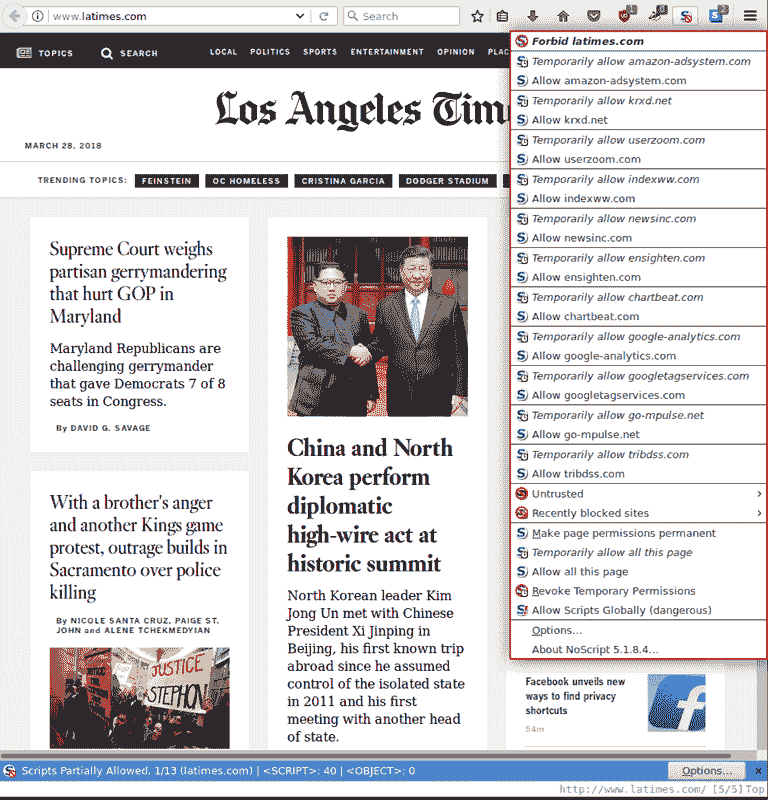 www.latimes.com
Search
TOPICS
SEARCH
LOCAL POLITICS SPORTS ENTERTAINMENT OPINION PLAC
Los Angeles Tim
MARCH 28, 2018
TRENDING TOPICS: FEINSTEIN OC HOMELESS CRISTINA GARCIA DODGER STADIUM
Supreme Court weighs
partisan gerrymandering
that hurt GOP in
Maryland
Maryland Republicans are
challenging gerrymander
that gave Democrats 7 of 8
seats in Congress.
By DAVID G. SAVAGE
With a brother's anger
and another Kings game
protest, outrage builds in
Sacramento over police
killing
By NICOLE SANTA CRUZ, PAIGE ST.
JOHN and ALENE TCHEKMEDYIAN
JUSTICE
STEPHON
China and North
Korea perform
diplomatic
high-wire act at
historic summit
North Korean leader Kim
Jong Un met with Chinese
President Xi Jinping in
Beijing, his first known trip
abroad since he assumed
control of the isolated state
in 2011 and his first
meeting with another head
of state.
Forbid latimes.com
Temporarily allow amazon-adsystem.com
Allow amazon-adsystem.com
Temporarily allow krxd.net
Allow krxd.net
Temporarily allow userzoom.com
Allow userzoom.com
Temporarily allow indexww.com
Allow indexww.com
Temporarily allow newsinc.com
Allow newsinc.com
Temporarily allow ensighten.com
Allow ensighten.com
Temporarily allow chartbeat.com
Allow chartbeat.com
Temporarily allow google-analytics.com
Allow google-analytics.com
Temporarily allow googletagservices.com
Allow googletagservices.com
Temporarily allow go-mpulse.net
Allow go-mpulse.net
Temporarily allow tribdss.com
Allow tribdss.com
Untrusted
Recently blocked sites
Make page permissions permanent
Temporarily allow all this page
Allow all this page
Revoke Temporary Permissions
Allow Scripts Globally (dangerous)
Options...
About NoScript 5.1.8.4...
Facebook unveils new
ways to find privacy
shortcuts
54m
Scripts Partially Allowed, 1/13 (latimes.com) | <SCRIPT>: 40 | <OBJECT>: 0
Options...
http://www.latimes.com/ [5/5]Top